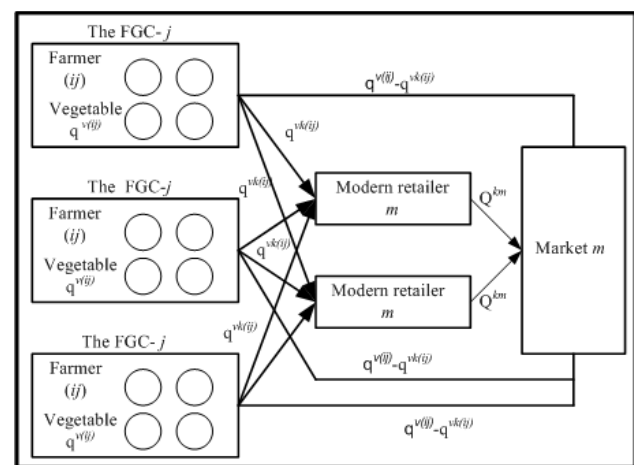 The FGC- j
Farmer
(ij)
Vegetable
q^v(ij)
The FGC-j
Farmer
(ij)
Vegetable
q^v(ij)
The FGC- j
Farmer
(ij)
Vegetable
q^v(ij)
q^v(ij)-q^vk(ij)
q^vk(ij)
q^vk(ij)
q^vk(ij)
q^vk(ij)
Modern retailer
m
Modern retailer
m
Q^km
Q^km
Market m
q^v(ij)-q^vk(ij)
q^v(ij)-q^vk(ij)